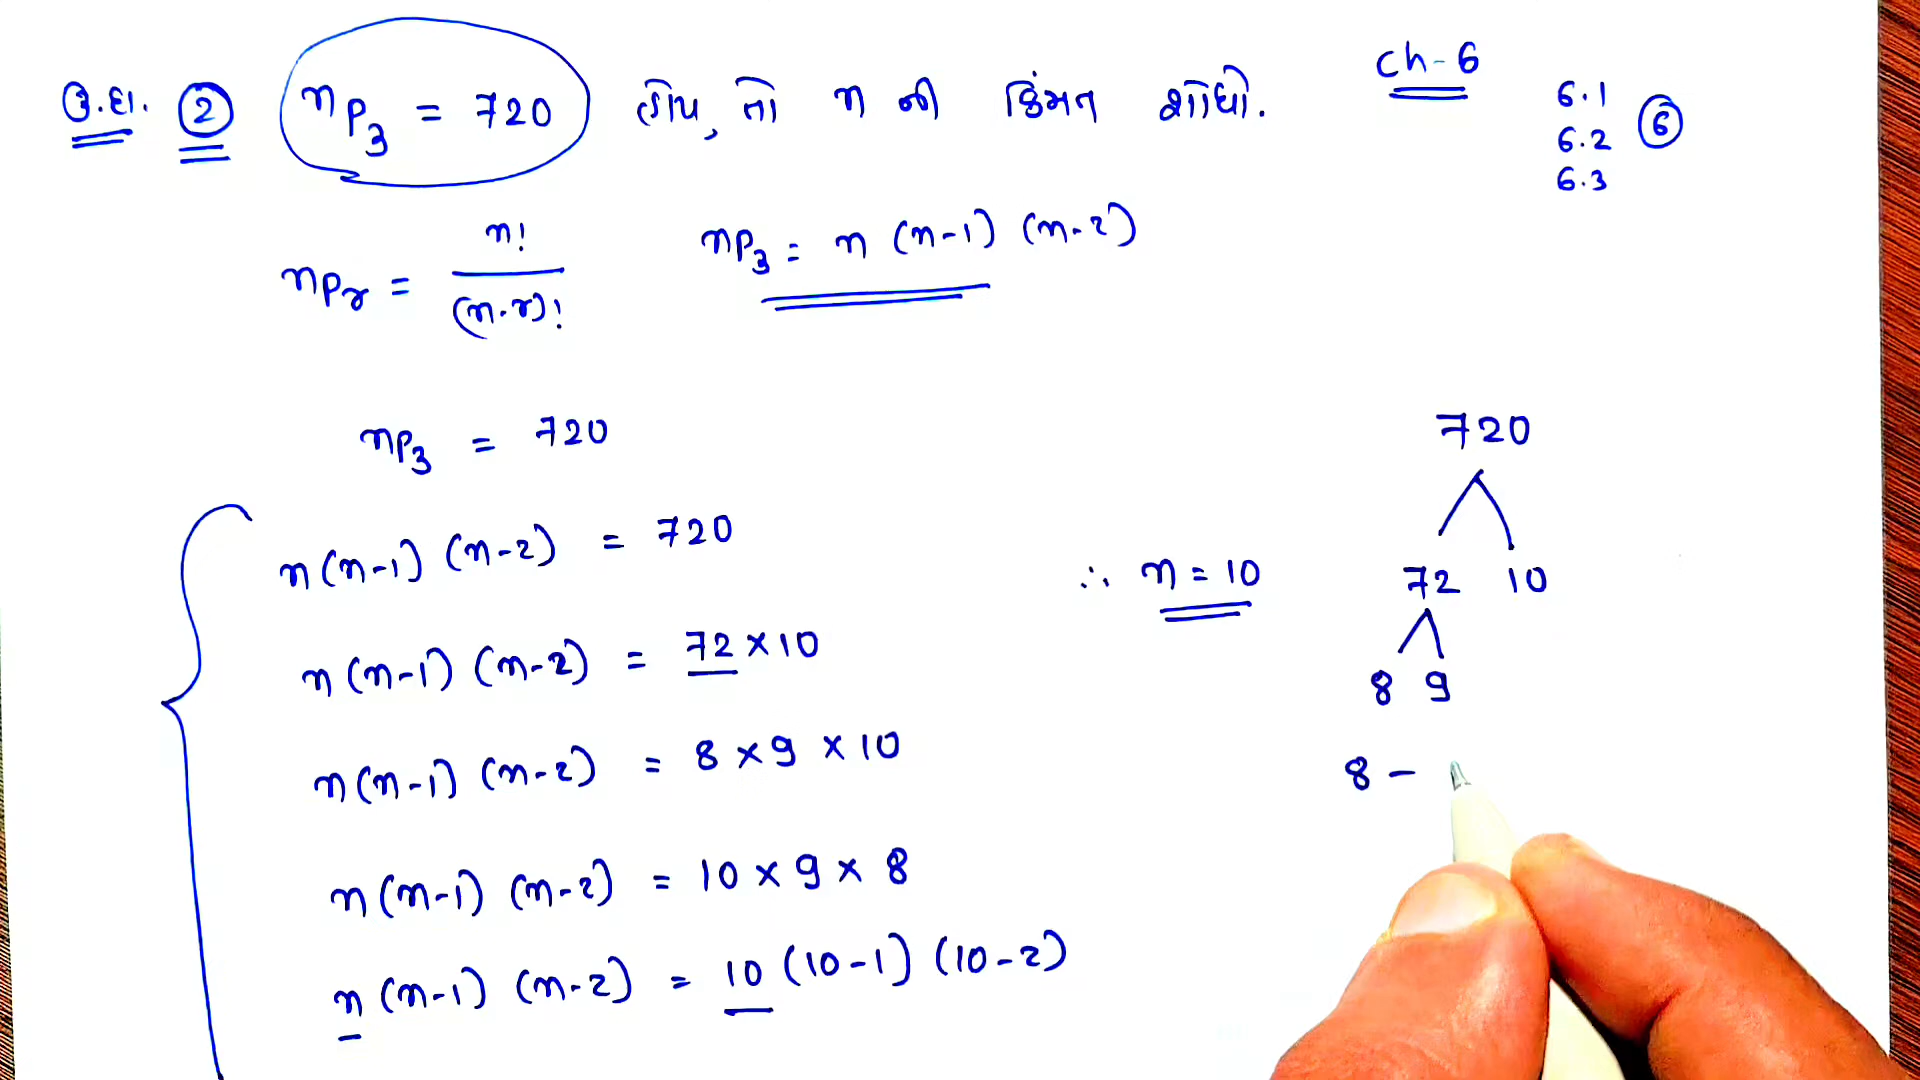 ઉ.દા. 2 nP3 = 720 હોય, તો n ની કિંમત શોધો.
ch-6
6.1
6.2
6.3
6
nPr = n! / (n-r)!
nP3 = n (n-1) (n-2)
nP3 = 720
n(n-1) (n-2) = 720
n(n-1) (n-2) = 72 × 10
n(n-1) (n-2) = 8 × 9 × 10
n(n-1) (n-2) = 10 × 9 × 8
n(n-1) (n-2) = 10 (10-1) (10-2)
∴ n = 10
720
72 10
8 9
8 –